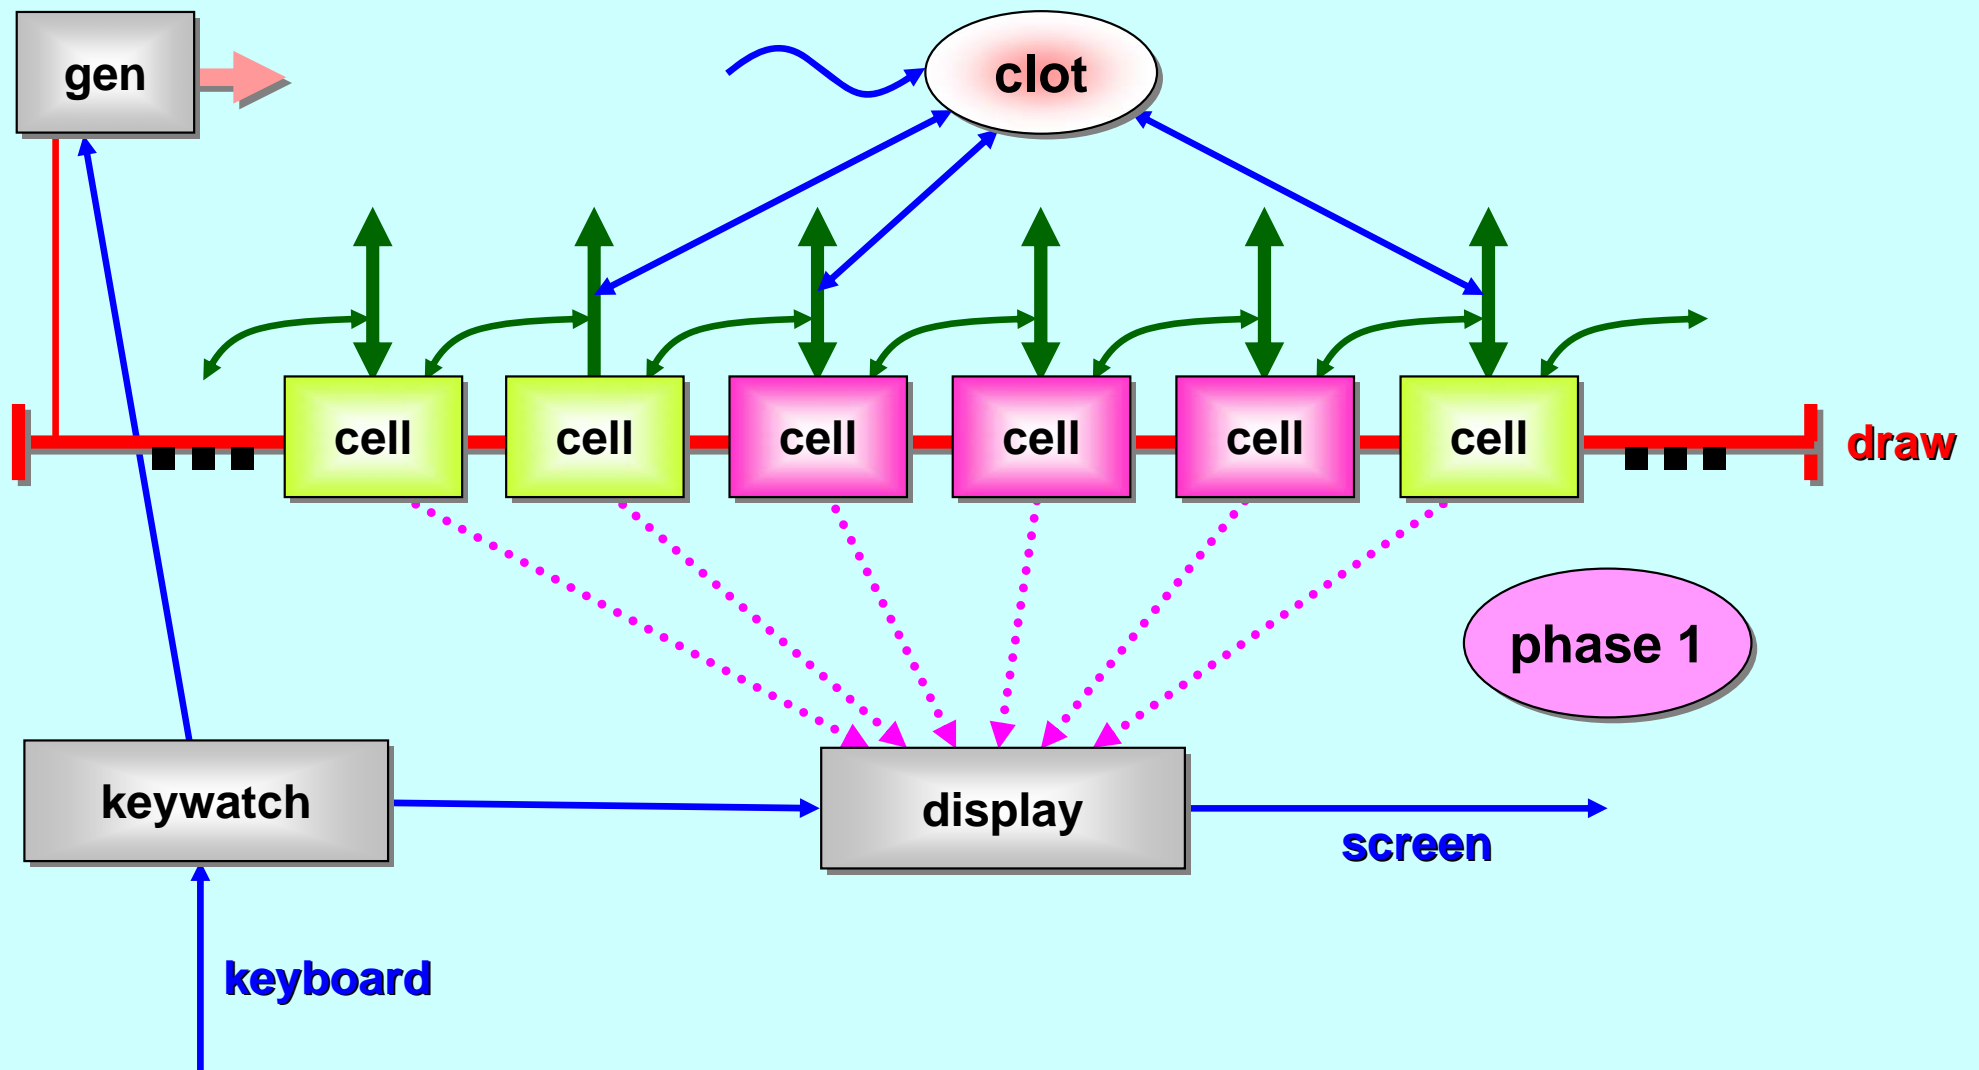 gen
clot
cell
cell
cell
cell
cell
cell
draw
phase 1
keywatch
display
screen
keyboard